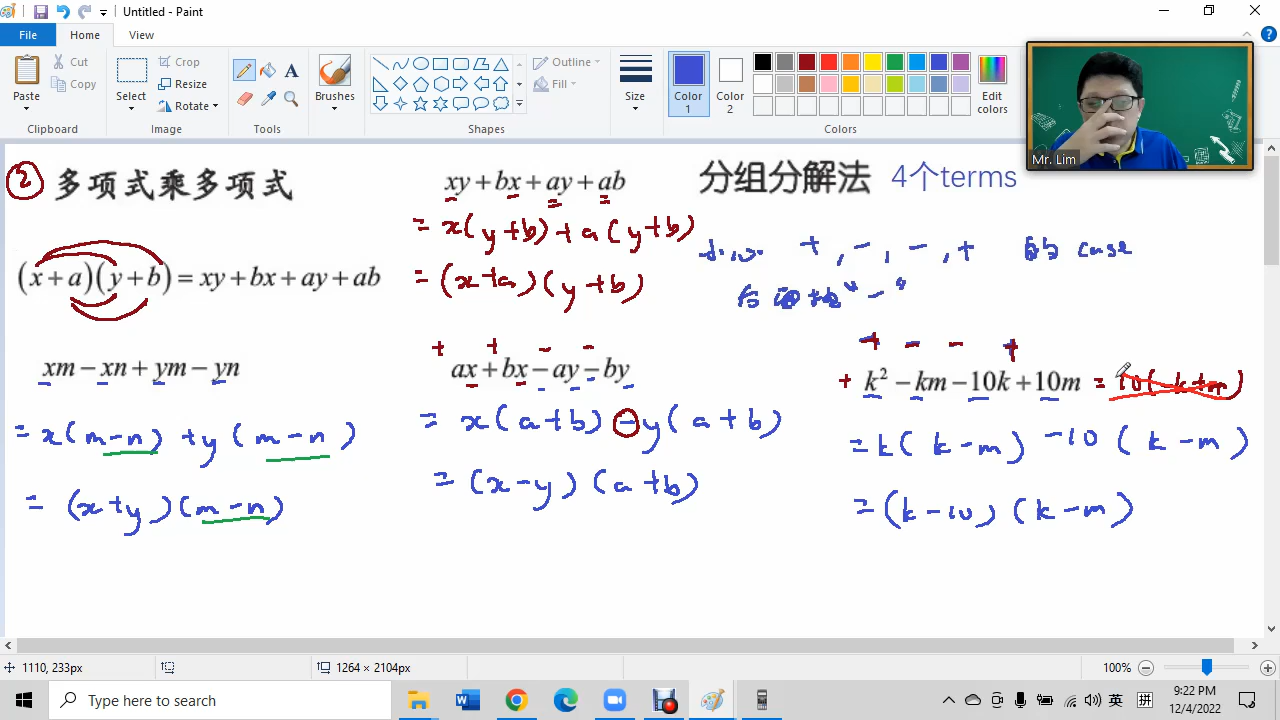 Untitled - Paint
File Home View
Paste Cut Copy Select Crop Resize Rotate Brushes Outline Fill Size Color 1 Color 2 Edit colors
Clipboard Image Tools Shapes Colors
Mr. Lim
② 多项式乘多项式
(x+a)(y+b) = xy+bx+ay+ab
xm−xn+ym−yn
= x(m−n) +y(m−n)
= (x+y)(m−n)
xy+bx+ay+ab
= x(y+b)+a(y+b)
= (x+a)(y+b)
+ + − −
ax+bx−ay−by
= x(a+b)−y(a+b)
= (x−y)(a+b)
分组分解法 4个terms
+, −, −, + 的 case
"−"
+ − − +
+ k²−km−10k+10m = 10(−k+m)
= k(k−m) −10(k−m)
= (k−10)(k−m)
1110, 233px 1264 × 2104px 100%
Type here to search 英 拼 9:22 PM
12/4/2022